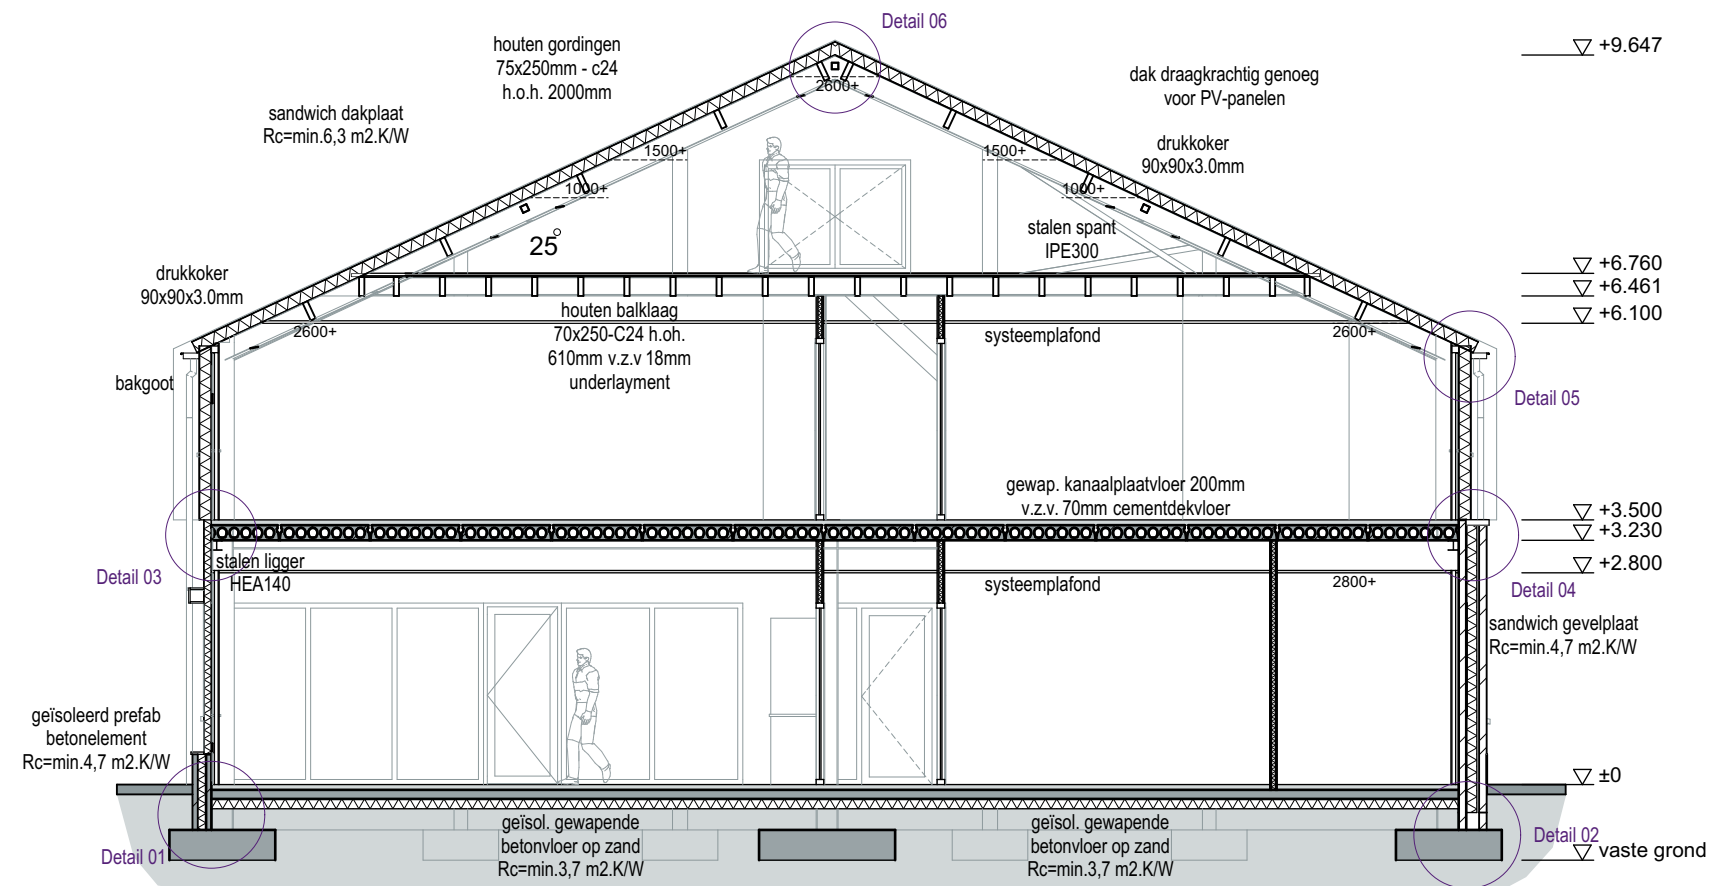 Detail 06
houten gordingen
75x250mm - c24
h.o.h. 2000mm
+9.647
dak draagkrachtig genoeg
voor PV-panelen
2600+
sandwich dakplaat
Rc=min.6,3 m2.K/W
drukkoker
90x90x3.0mm
1500+
1500+
1000+
1000+
25°
stalen spant
IPE300
drukkoker
90x90x3.0mm
+6.760
+6.461
+6.100
2600+
houten balklaag
70x250-C24 h.oh.
610mm v.z.v 18mm
underlayment
systeemplafond
2600+
bakgoot
Detail 05
gewap. kanaalplaatvloer 200mm
v.z.v. 70mm cementdekvloer
+3.500
+3.230
+2.800
stalen ligger
HEA140
Detail 03
systeemplafond
2800+
Detail 04
sandwich gevelplaat
Rc=min.4,7 m2.K/W
geïsoleerd prefab
betonelement
Rc=min.4,7 m2.K/W
±0
geïsol. gewapende
betonvloer op zand
Rc=min.3,7 m2.K/W
geïsol. gewapende
betonvloer op zand
Rc=min.3,7 m2.K/W
Detail 01
Detail 02
vaste grond